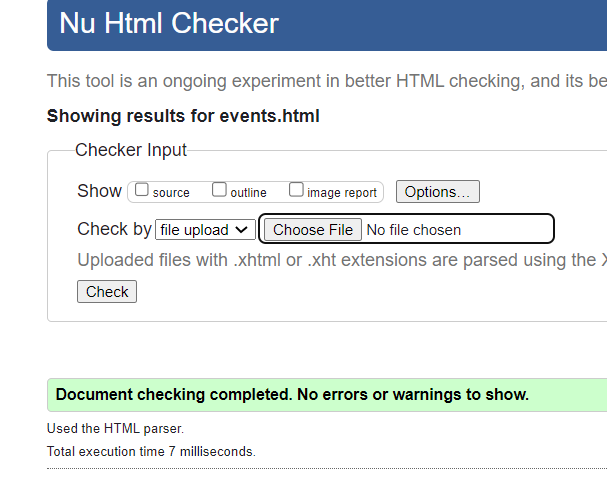 Nu Html Checker
This tool is an ongoing experiment in better HTML checking, and its be
Showing results for events.html
Checker Input
Show source outline image report Options...
Check by file upload Choose File No file chosen
Uploaded files with .xhtml or .xht extensions are parsed using the X
Check
Document checking completed. No errors or warnings to show.
Used the HTML parser.
Total execution time 7 milliseconds.